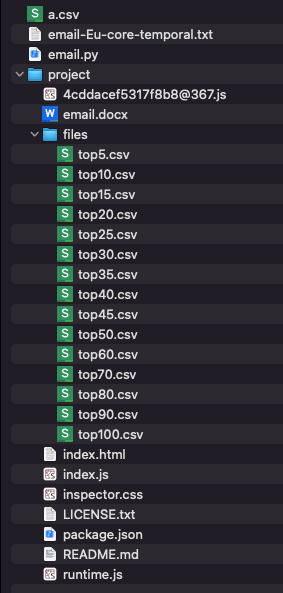 a.csv
email-Eu-core-temporal.txt
email.py
project
4cddacef5317f8b8@367.js
email.docx
files
top5.csv
top10.csv
top15.csv
top20.csv
top25.csv
top30.csv
top35.csv
top40.csv
top45.csv
top50.csv
top60.csv
top70.csv
top80.csv
top90.csv
top100.csv
index.html
index.js
inspector.css
LICENSE.txt
package.json
README.md
runtime.js